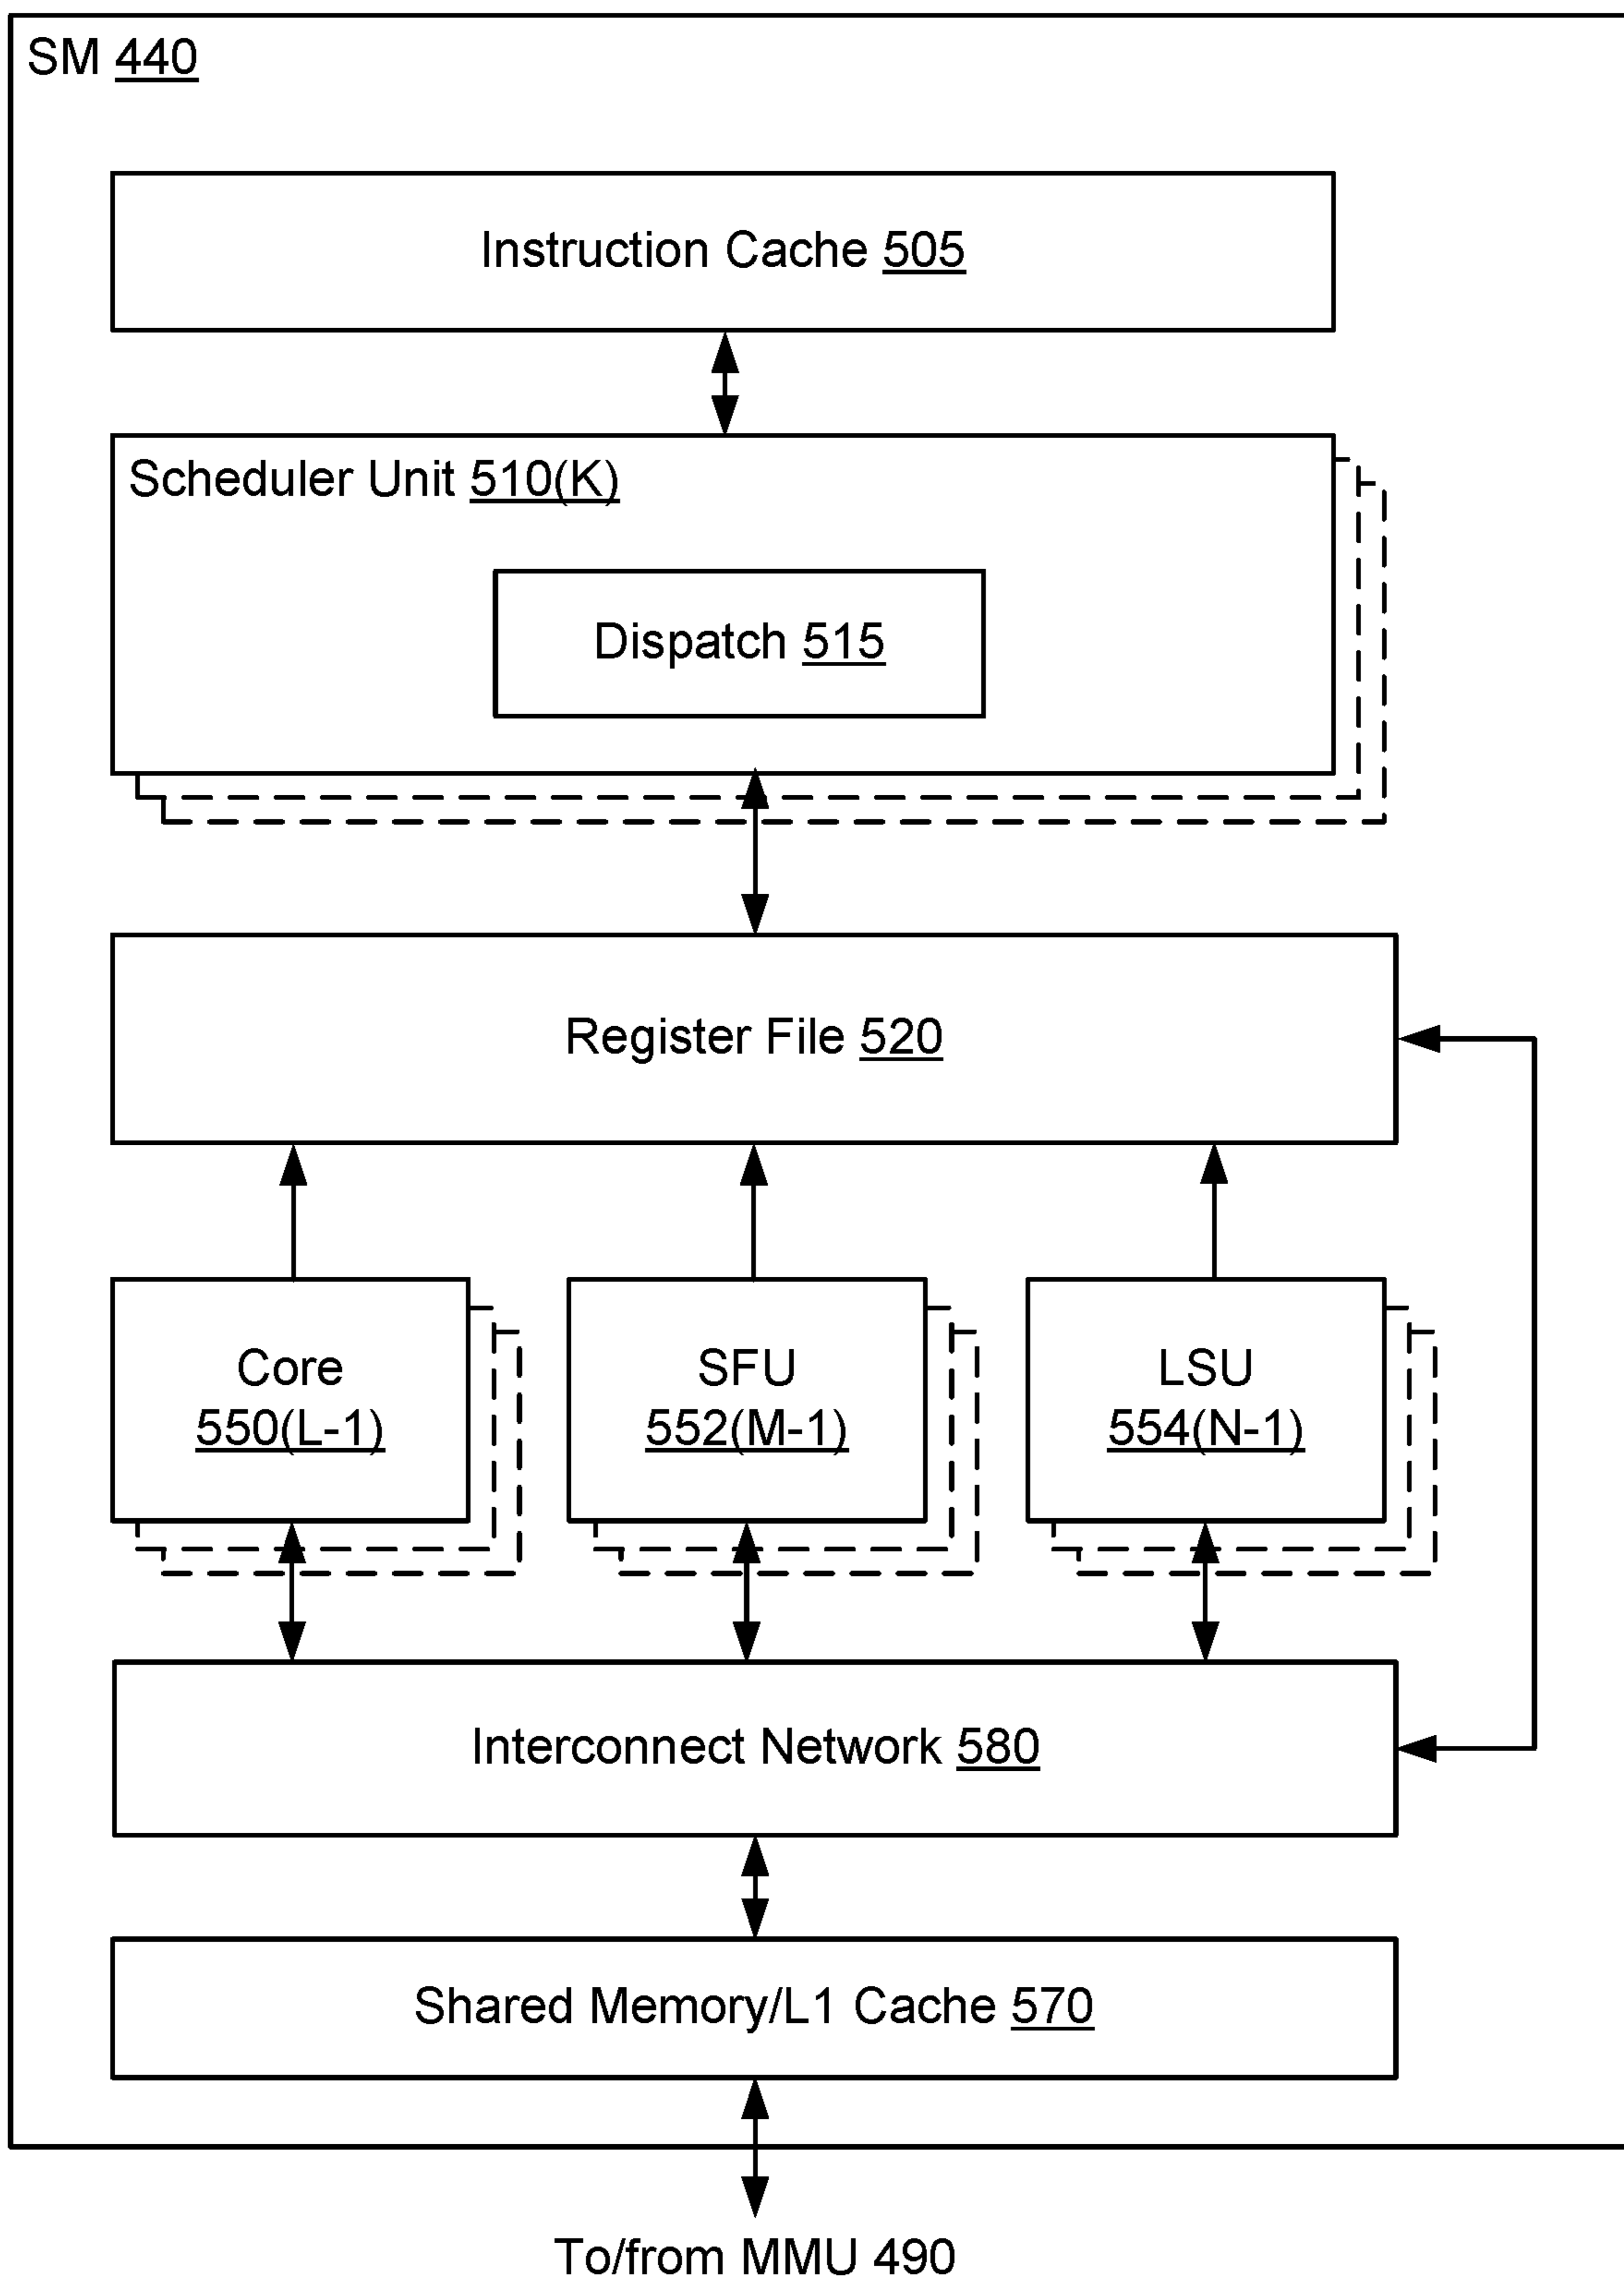 SM 440
Instruction Cache 505
Scheduler Unit 510(K)
Dispatch 515
Register File 520
Core
550(L-1)
SFU
552(M-1)
LSU
554(N-1)
Interconnect Network 580
Shared Memory/L1 Cache 570
To/from MMU 490